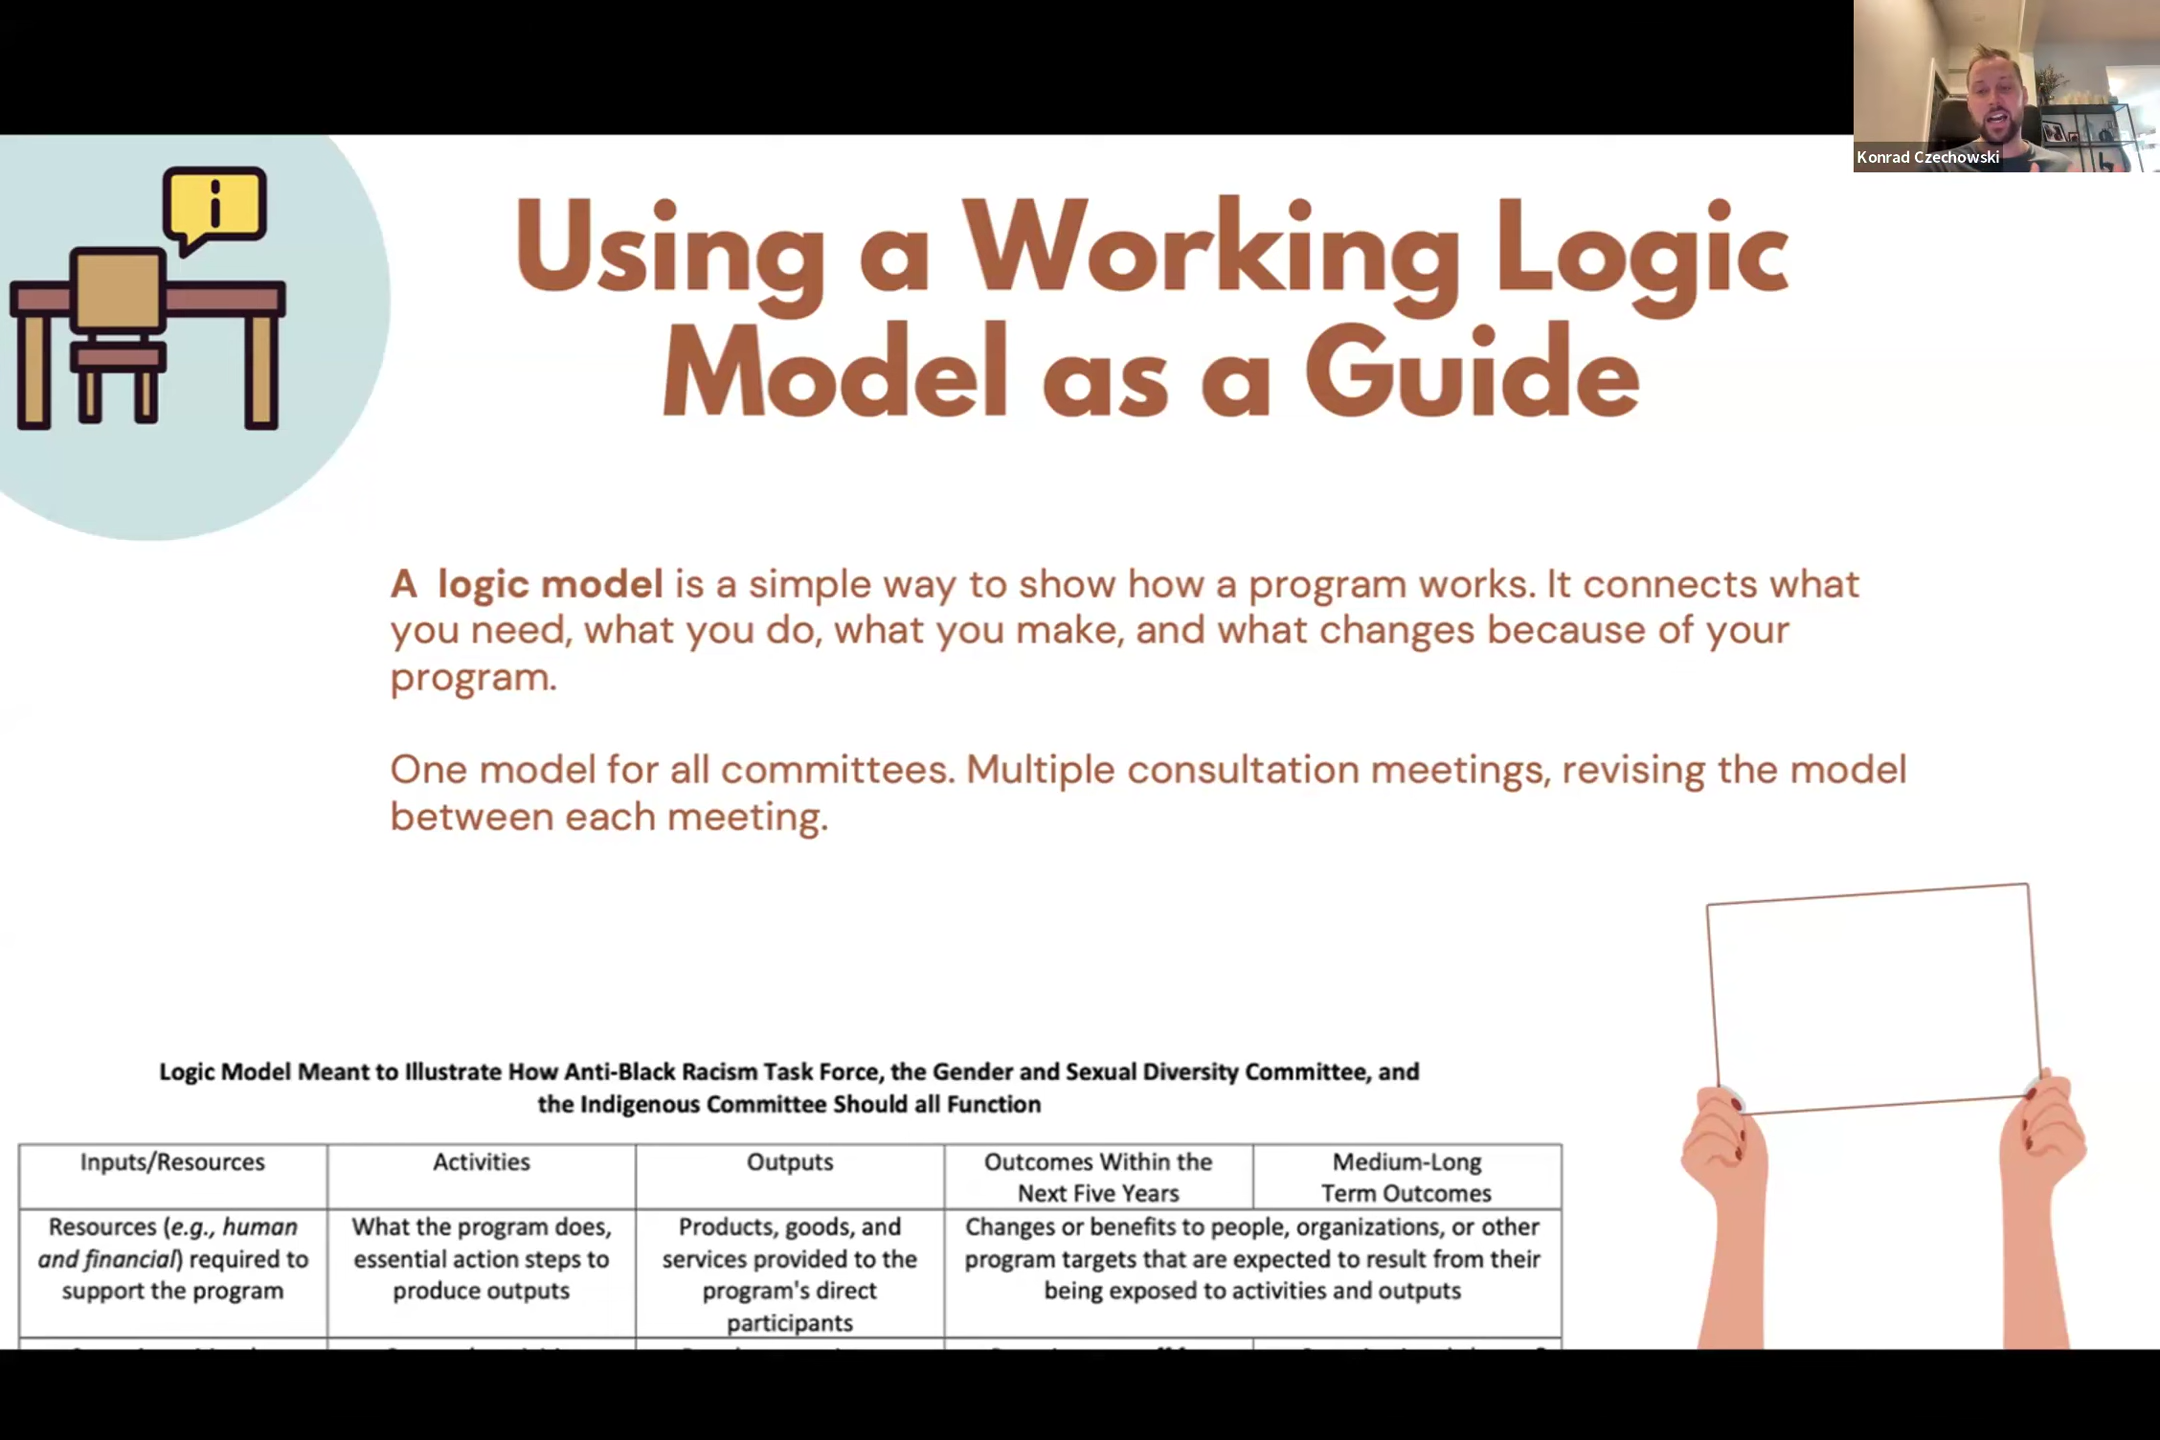 Konrad Czechowski
i
Using a Working Logic
Model as a Guide
A logic model is a simple way to show how a program works. It connects what
you need, what you do, what you make, and what changes because of your
program.
One model for all committees. Multiple consultation meetings, revising the model
between each meeting.
Logic Model Meant to Illustrate How Anti-Black Racism Task Force, the Gender and Sexual Diversity Committee, and
the Indigenous Committee Should all Function
Inputs/Resources
Activities
Outputs
Outcomes Within the
Next Five Years
Medium-Long
Term Outcomes
Resources (e.g., human
and financial) required to
support the program
What the program does,
essential action steps to
produce outputs
Products, goods, and
services provided to the
program's direct
participants
Changes or benefits to people, organizations, or other
program targets that are expected to result from their
being exposed to activities and outputs